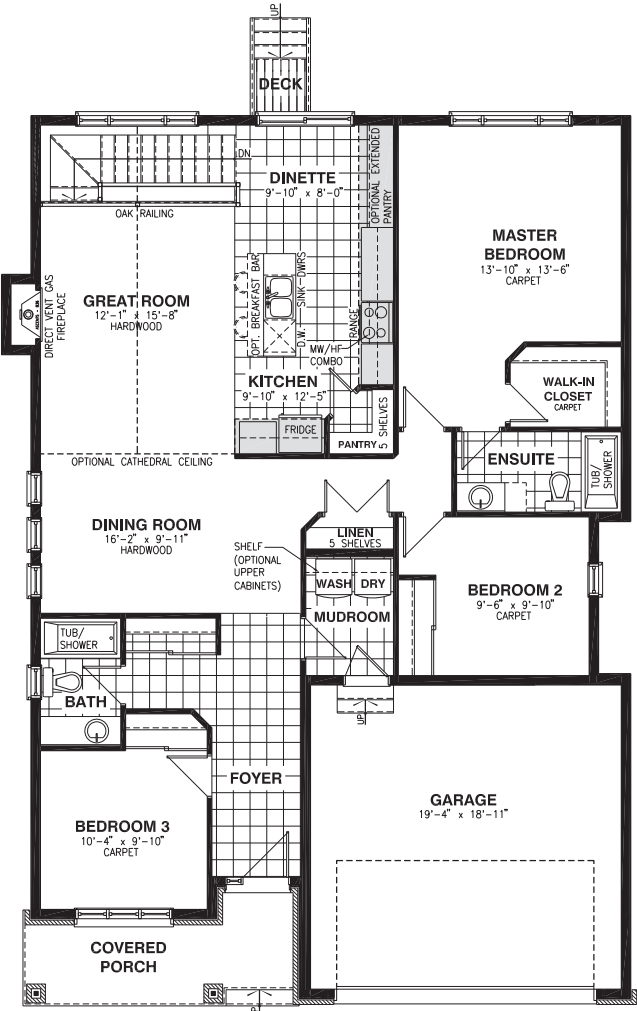 UP
DECK
DN
DINETTE
9'-10" x 8'-0"
OPTIONAL EXTENDED
PANTRY
OAK RAILING
MASTER
BEDROOM
13'-10" x 13'-6"
CARPET
DIRECT VENT GAS
FIREPLACE
GREAT ROOM
12'-1" x 15'-8"
HARDWOOD
OPT. BREAKFAST BAR
SINK
DWRS
D.W.
RANGE
MW/HF
COMBO
KITCHEN
9'-10" x 12'-5"
FRIDGE
PANTRY
5 SHELVES
WALK-IN
CLOSET
CARPET
ENSUITE
TUB/
SHOWER
OPTIONAL CATHEDRAL CEILING
DINING ROOM
16'-2" x 9'-11"
HARDWOOD
LINEN
5 SHELVES
SHELF
(OPTIONAL
UPPER
CABINETS)
WASH
DRY
MUDROOM
BEDROOM 2
9'-6" x 9'-10"
CARPET
TUB/
SHOWER
BATH
UP
FOYER
GARAGE
19'-4" x 18'-11"
BEDROOM 3
10'-4" x 9'-10"
CARPET
COVERED
PORCH